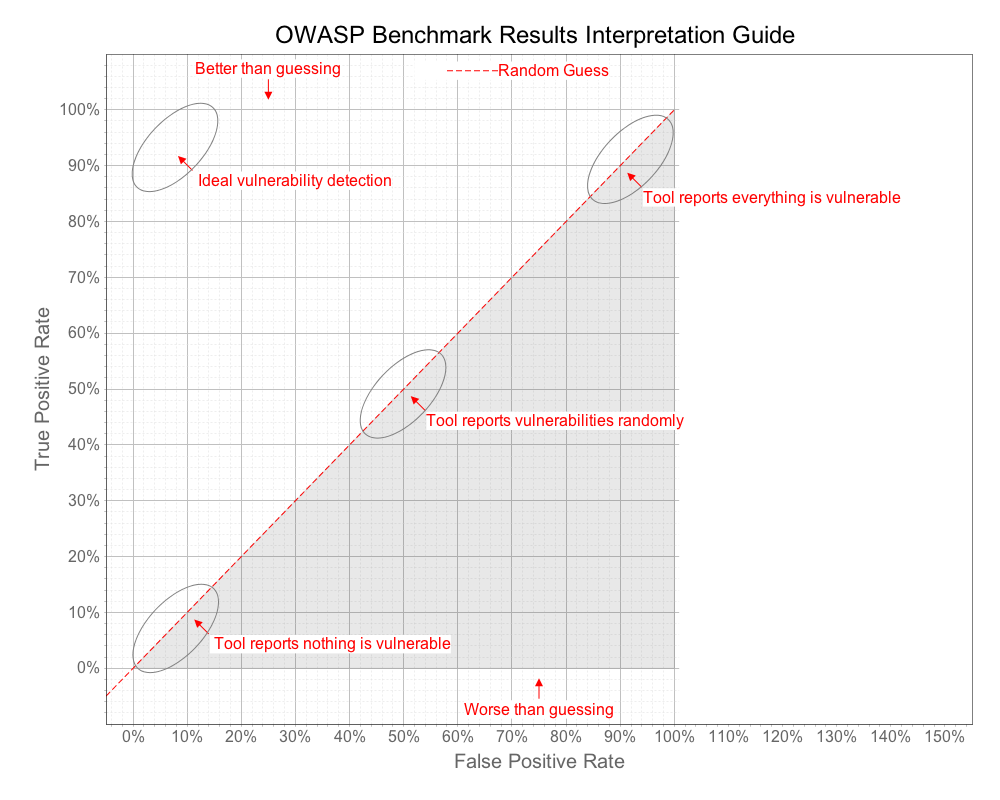 OWASP Benchmark Results Interpretation Guide
Better than guessing
Random Guess
100%
90%
80%
70%
60%
50%
40%
30%
20%
10%
0%
True Positive Rate
Ideal vulnerability detection
Tool reports everything is vulnerable
Tool reports vulnerabilities randomly
Tool reports nothing is vulnerable
Worse than guessing
0% 10% 20% 30% 40% 50% 60% 70% 80% 90% 100% 110% 120% 130% 140% 150%
False Positive Rate